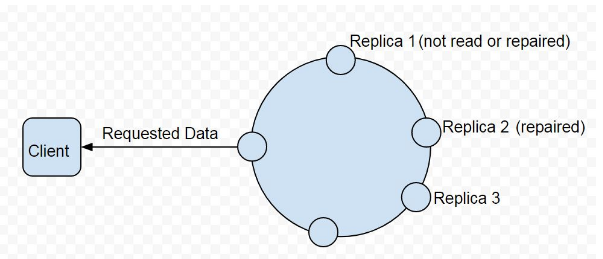 Replica 1(not read or repaired)
Requested Data
Replica 2 (repaired)
Client
Replica 3